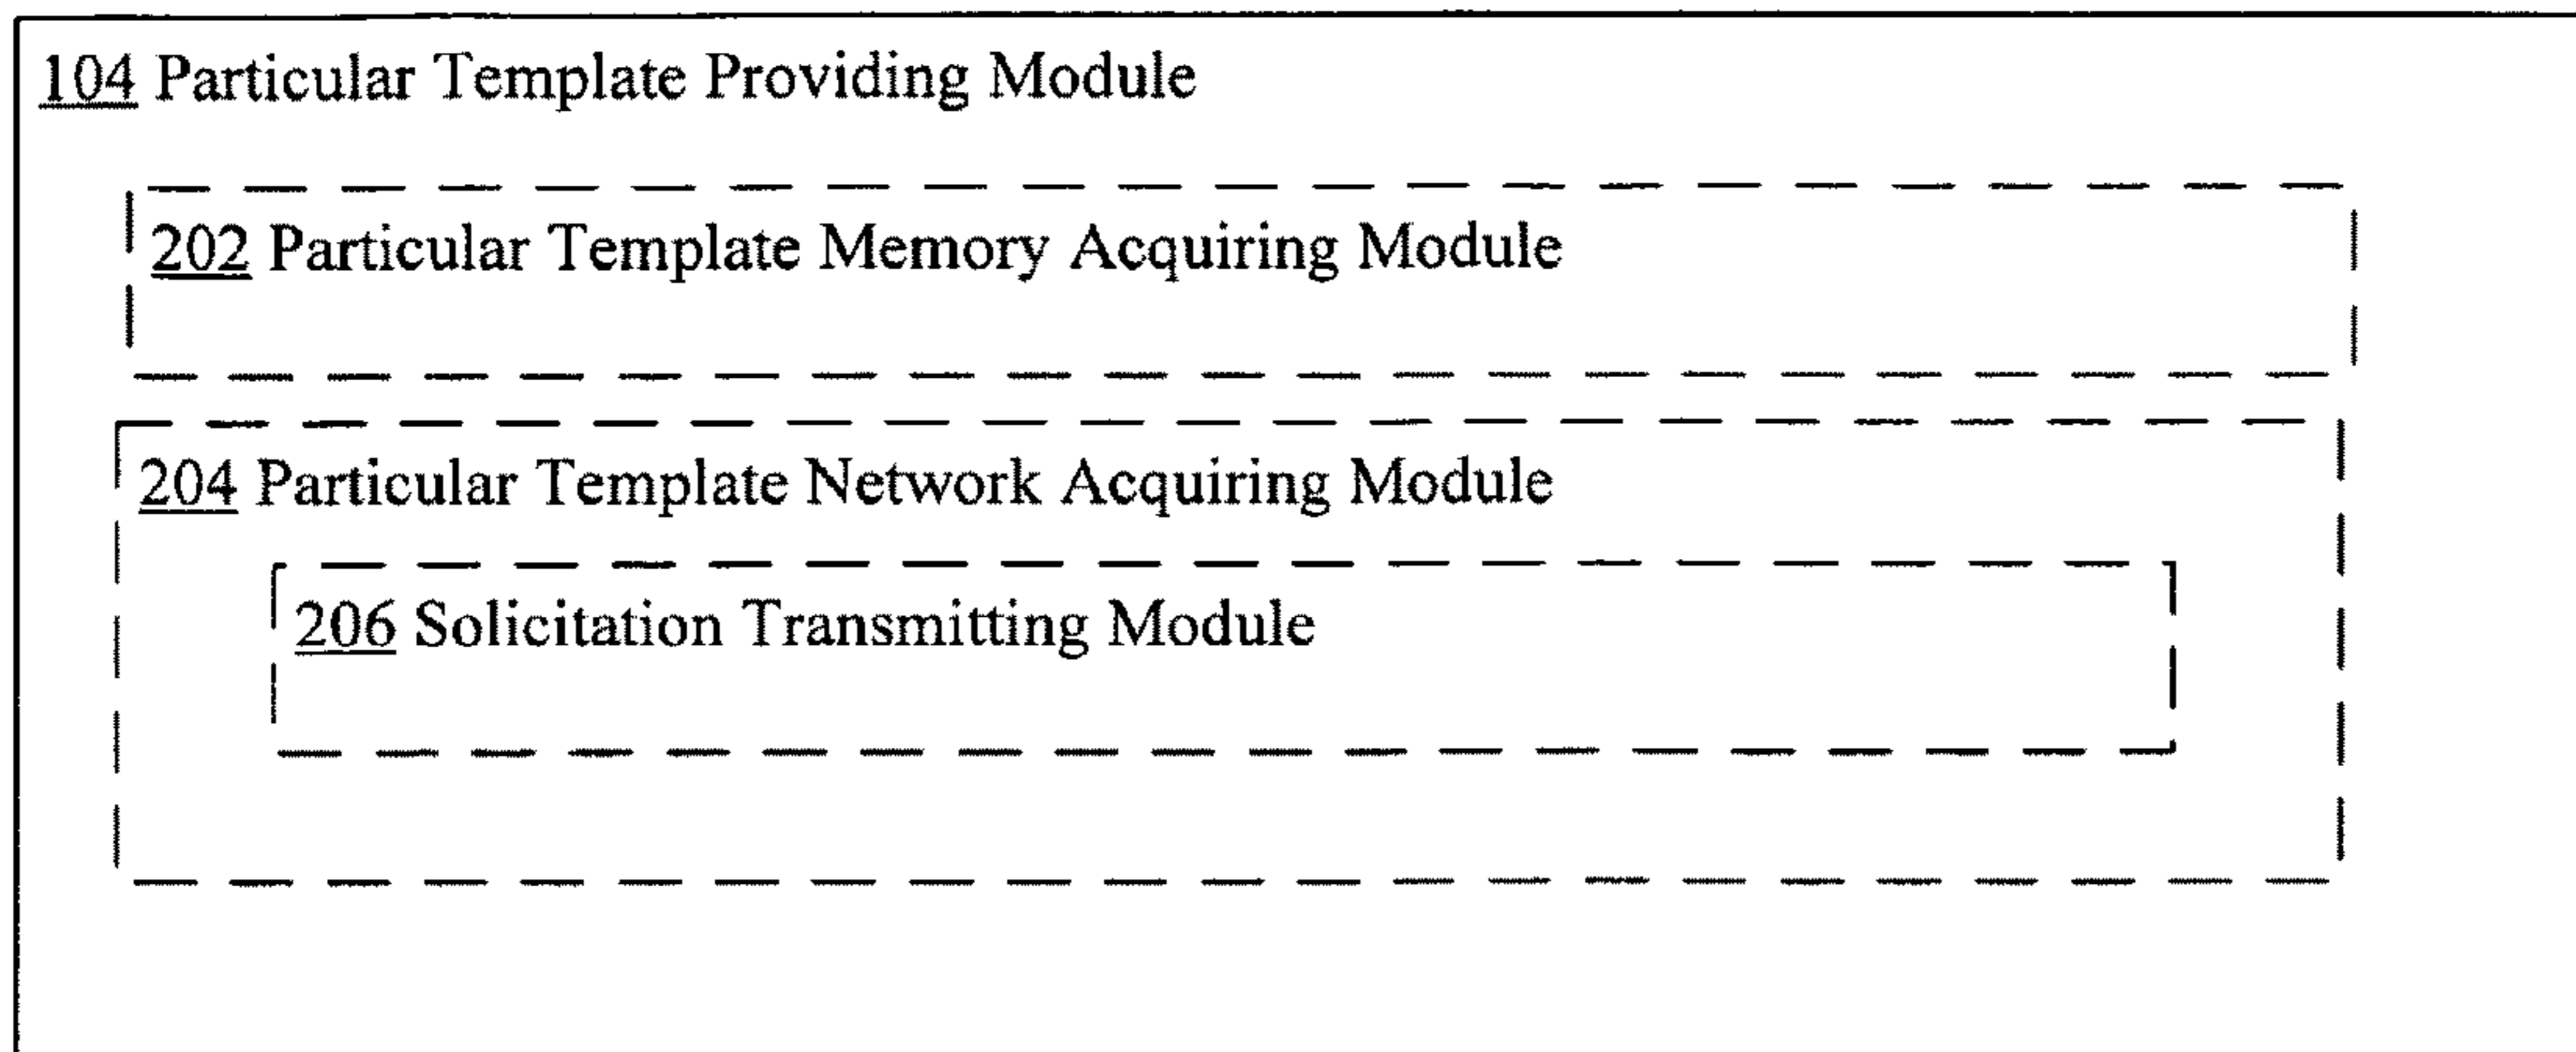 104 Particular Template Providing Module
202 Particular Template Memory Acquiring Module
204 Particular Template Network Acquiring Module
206 Solicitation Transmitting Module